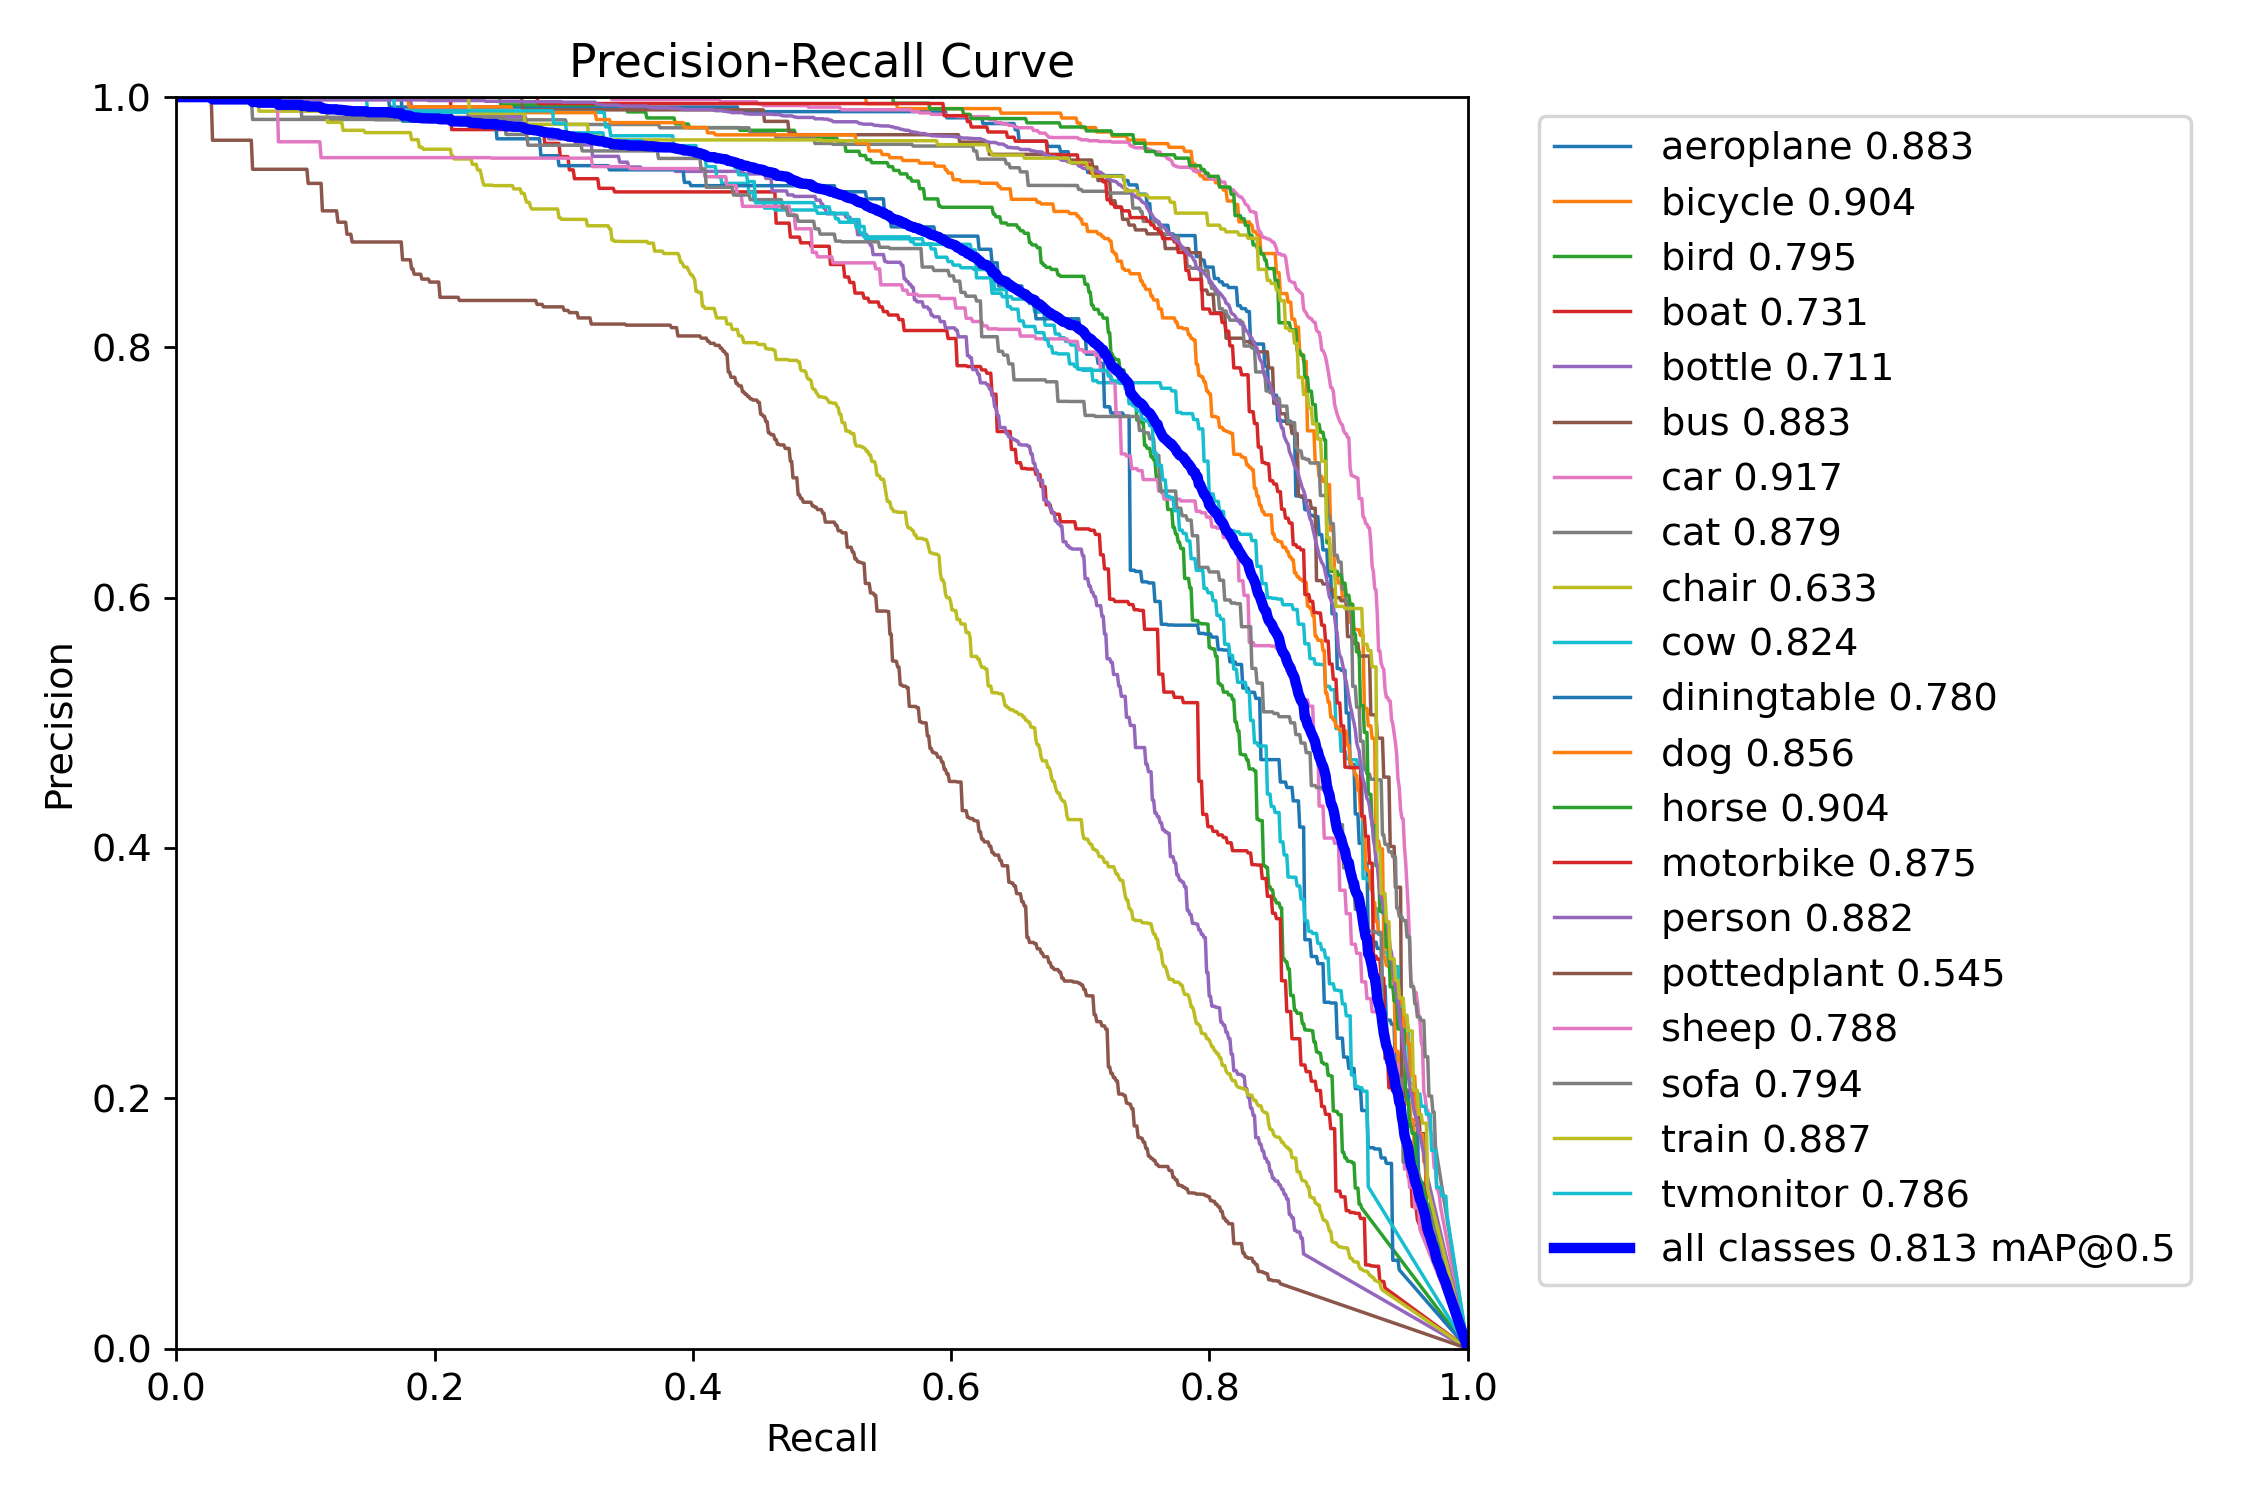 Precision-Recall Curve
1.0
0.8
0.6
0.4
0.2
0.0
Precision
0.0 0.2 0.4 0.6 0.8 1.0
Recall
aeroplane 0.883
bicycle 0.904
bird 0.795
boat 0.731
bottle 0.711
bus 0.883
car 0.917
cat 0.879
chair 0.633
cow 0.824
diningtable 0.780
dog 0.856
horse 0.904
motorbike 0.875
person 0.882
pottedplant 0.545
sheep 0.788
sofa 0.794
train 0.887
tvmonitor 0.786
all classes 0.813 mAP@0.5